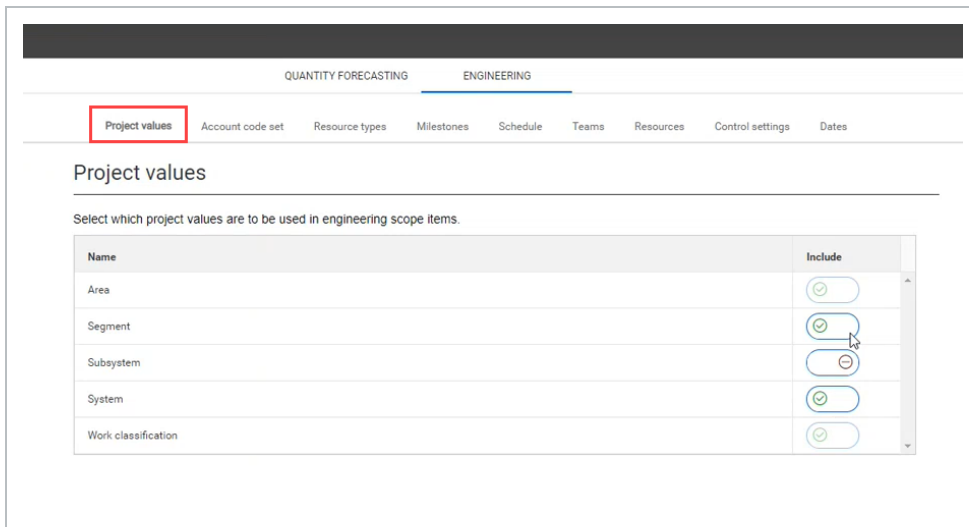 QUANTITY FORECASTING ENGINEERING
Project values Account code set Resource types Milestones Schedule Teams Resources Control settings Dates
Project values
Select which project values are to be used in engineering scope items.
Name Include
Area
Segment
Subsystem
System
Work classification